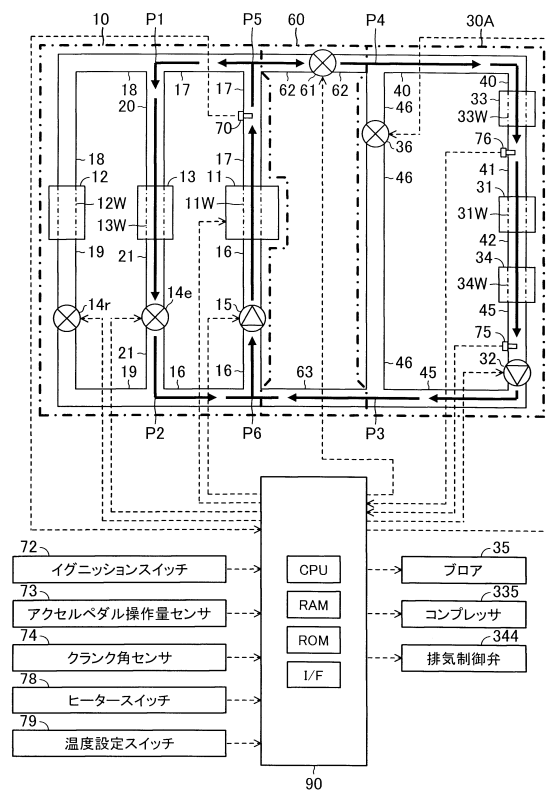 P1 P5 60 P4 30A
10
18 17 17 62 61 62 40 40
20 70 46 33
33W
36 76
18 17 46 41
12 13 11 31
12W 11W 31W
13W 42
19 21 16 34
34W
14r 14e 15 45
75
32
21 16 46
19 16 63 45
P2 P6 P3
72
イグニッションスイッチ
73
アクセルペダル操作量センサ
74
クランク角センサ
78
ヒータースイッチ
79
温度設定スイッチ
CPU
RAM
ROM
I/F
90
35
ブロア
335
コンプレッサ
344
排気制御弁